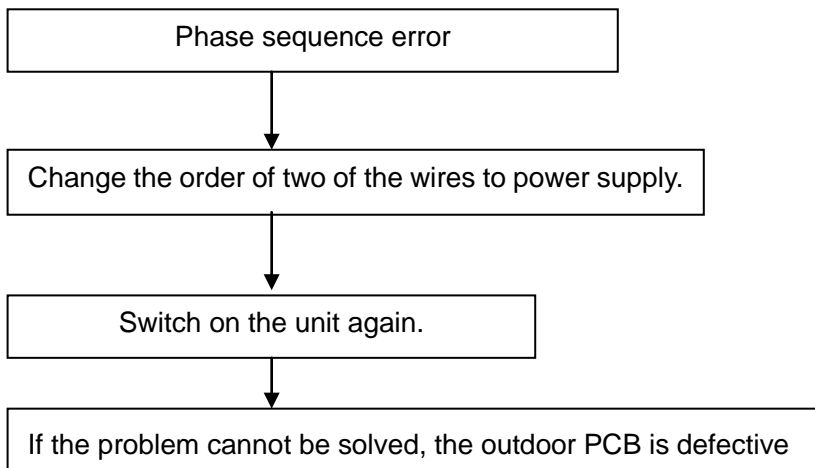 Phase sequence error
Change the order of two of the wires to power supply.
Switch on the unit again.
If the problem cannot be solved, the outdoor PCB is defective